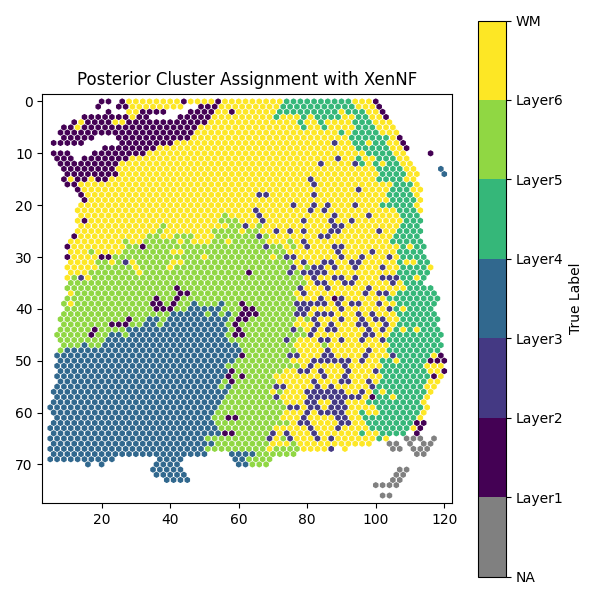 Posterior Cluster Assignment with XenNF
0
10
20
30
40
50
60
70
20 40 60 80 100 120
WM
Layer6
Layer5
Layer4
Layer3
Layer2
Layer1
NA
True Label